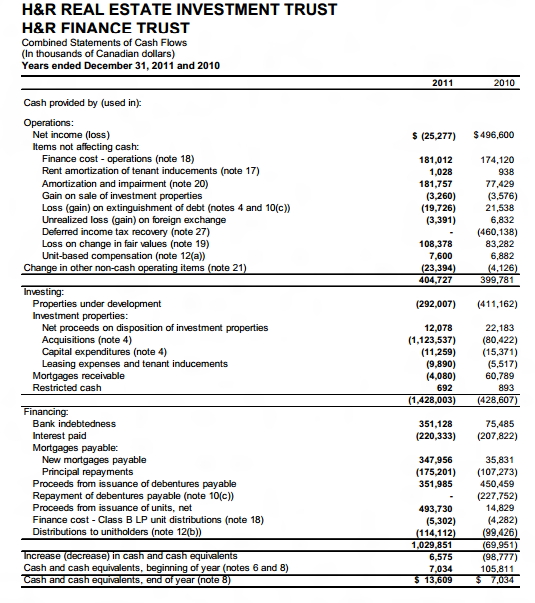 H&R REAL ESTATE INVESTMENT TRUST
H&R FINANCE TRUST
Combined Statements of Cash Flows
(In thousands of Canadian dollars)
Years ended December 31, 2011 and 2010
2011 2010
Cash provided by (used in):
Operations:
Net income (loss) $ (25,277) $ 496,600
Items not affecting cash:
Finance cost - operations (note 18) 181,012 174,120
Rent amortization of tenant inducements (note 17) 1,028 938
Amortization and impairment (note 20) 181,757 77,429
Gain on sale of investment properties (3,260) (3,576)
Loss (gain) on extinguishment of debt (notes 4 and 10(c)) (19,726) 21,538
Unrealized loss (gain) on foreign exchange (3,391) 6,832
Deferred income tax recovery (note 27) - (460,138)
Loss on change in fair values (note 19) 108,378 83,282
Unit-based compensation (note 12(a)) 7,600 6,882
Change in other non-cash operating items (note 21) (23,394) (4,126)
404,727 399,781
Investing:
Properties under development (292,007) (411,162)
Investment properties:
Net proceeds on disposition of investment properties 12,078 22,183
Acquisitions (note 4) (1,123,537) (80,422)
Capital expenditures (note 4) (11,259) (15,371)
Leasing expenses and tenant inducements (9,890) (5,517)
Mortgages receivable (4,080) 60,789
Restricted cash 692 893
(1,428,003) (428,607)
Financing:
Bank indebtedness 351,128 75,485
Interest paid (220,333) (207,822)
Mortgages payable:
New mortgages payable 347,956 35,831
Principal repayments (175,201) (107,273)
Proceeds from issuance of debentures payable 351,985 450,459
Repayment of debentures payable (note 10(c)) - (227,752)
Proceeds from issuance of units, net 493,730 14,829
Finance cost - Class B LP unit distributions (note 18) (5,302) (4,282)
Distributions to unitholders (note 12(b)) (114,112) (99,426)
1,029,851 (69,951)
Increase (decrease) in cash and cash equivalents 6,575 (98,777)
Cash and cash equivalents, beginning of year (notes 6 and 8) 7,034 105,811
Cash and cash equivalents, end of year (note 8) $ 13,609 $ 7,034